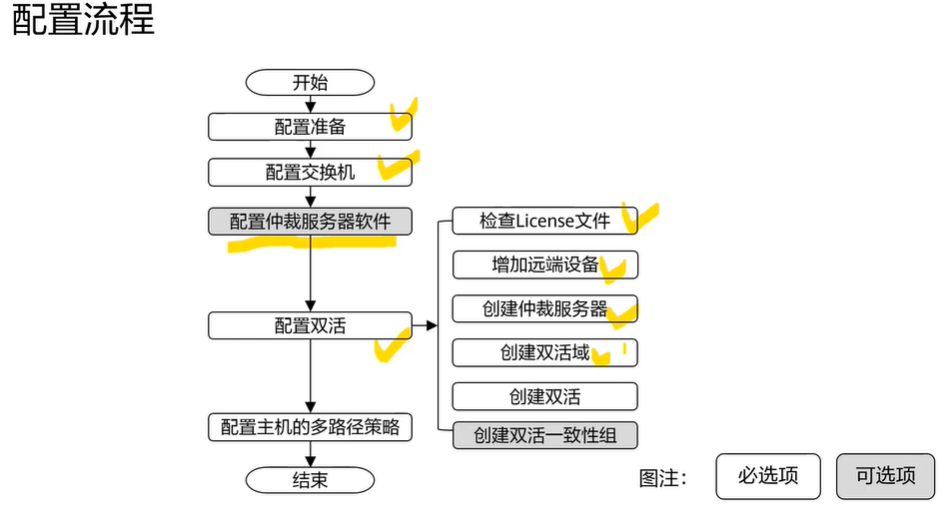 配置流程
开始
配置准备
配置交换机
配置仲裁服务器软件
配置双活
配置主机的多路径策略
结束
检查License文件
增加远端设备
创建仲裁服务器
创建双活域
创建双活
创建双活一致性组
图注：
必选项
可选项